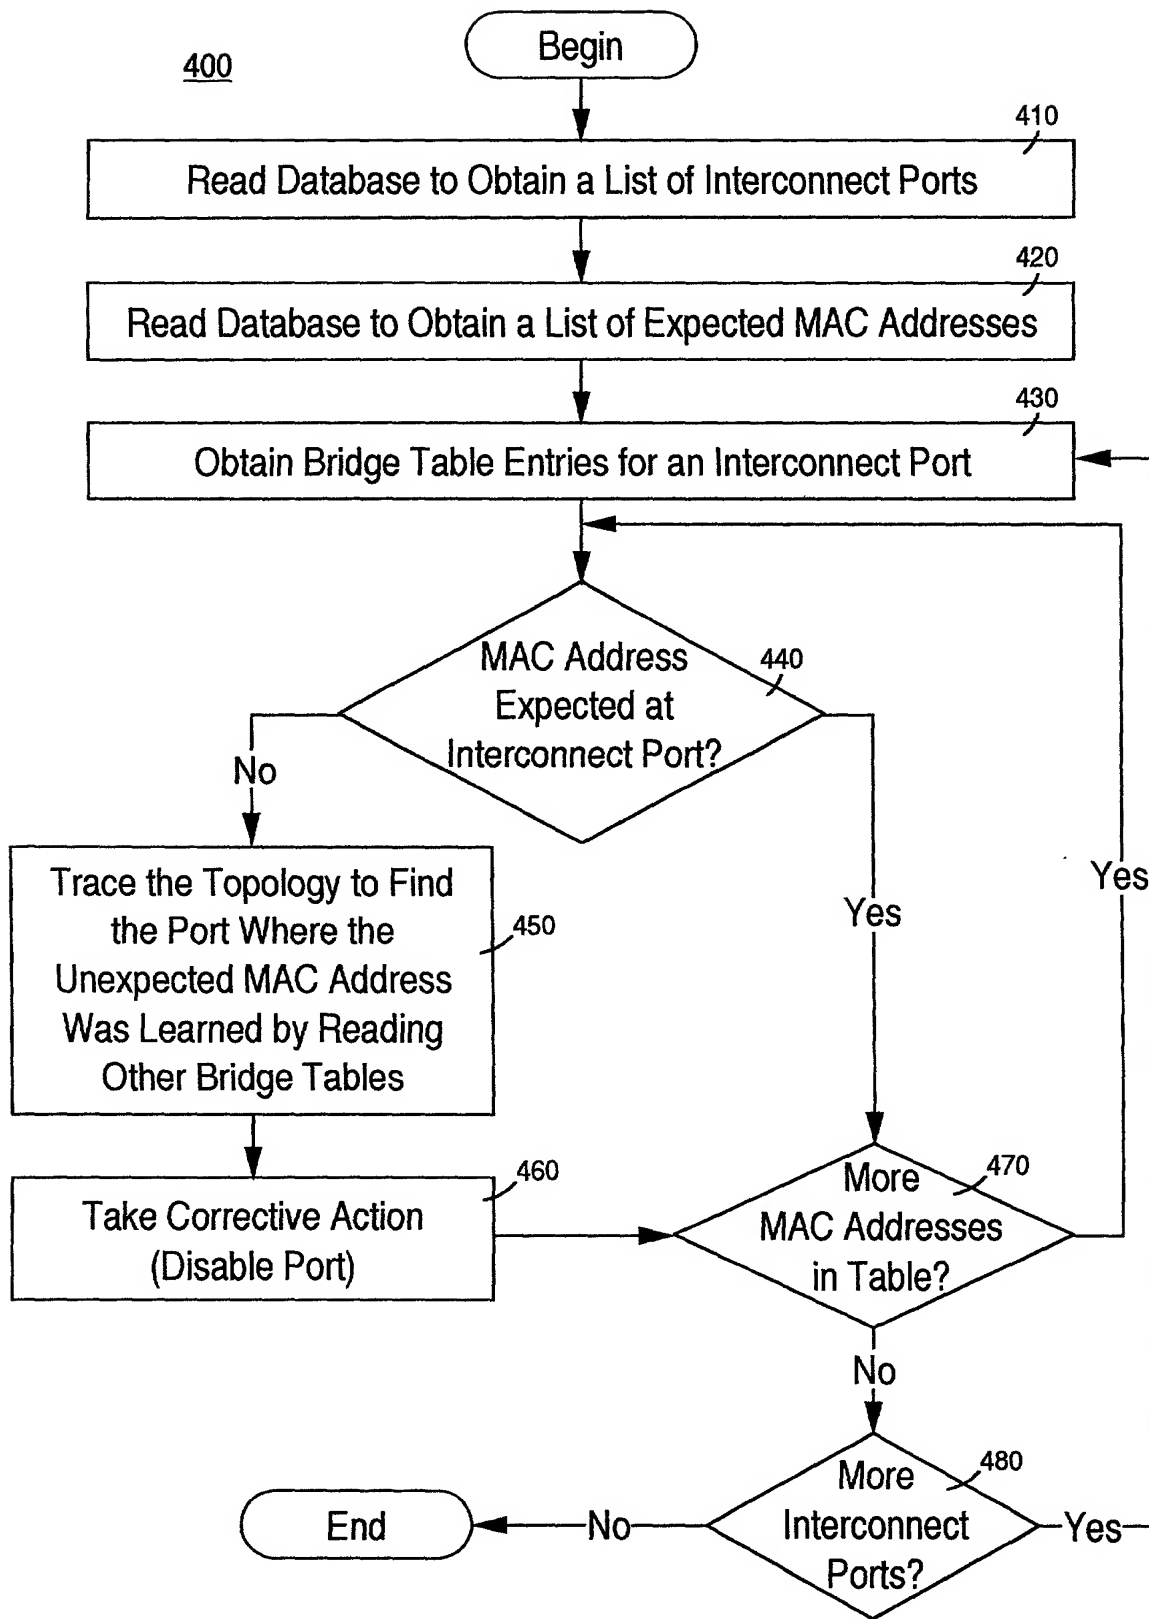 400
Begin
410
Read Database to Obtain a List of Interconnect Ports
420
Read Database to Obtain a List of Expected MAC Addresses
430
Obtain Bridge Table Entries for an Interconnect Port
440
MAC Address
Expected at
Interconnect Port?
No
Yes
Yes
450
Trace the Topology to Find
the Port Where the
Unexpected MAC Address
Was Learned by Reading
Other Bridge Tables
460
Take Corrective Action
(Disable Port)
470
More
MAC Addresses
in Table?
No
480
More
Interconnect
Ports?
Yes
No
End